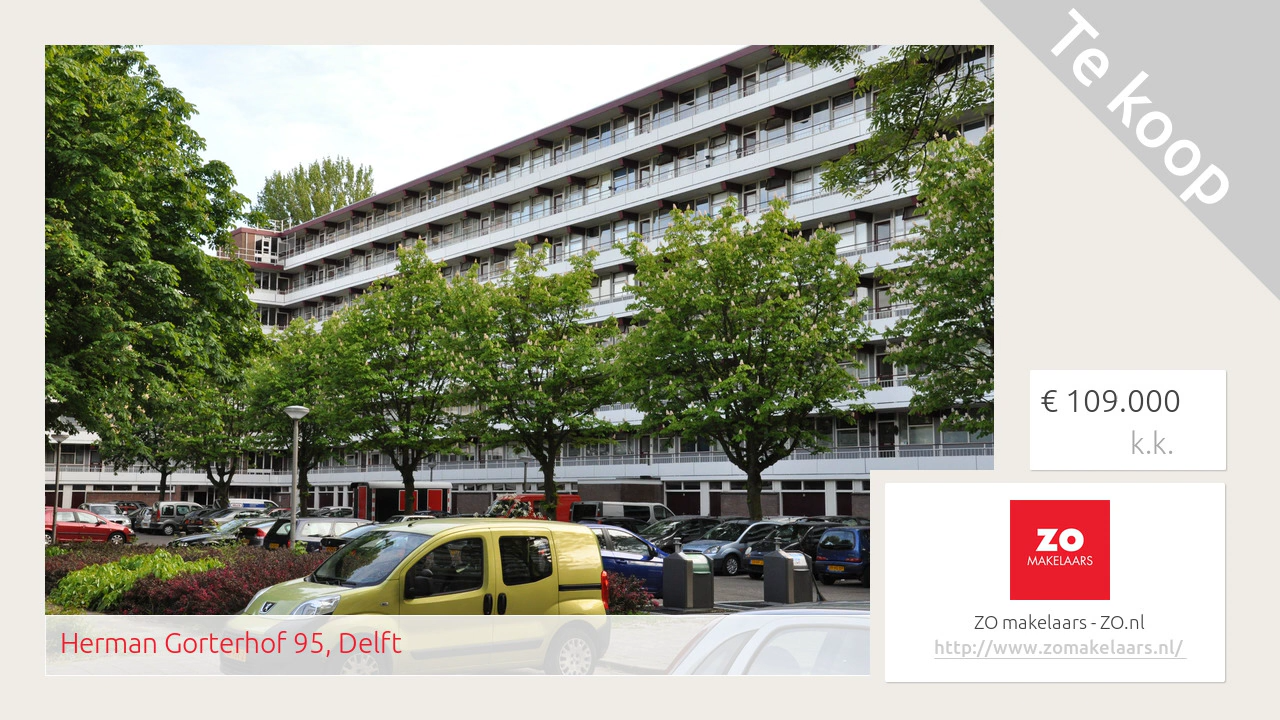 Te koop
€ 109.000
k.k.
ZO
MAKELAARS
ZO makelaars - ZO.nl
http://www.zomakelaars.nl/
Herman Gorterhof 95, Delft